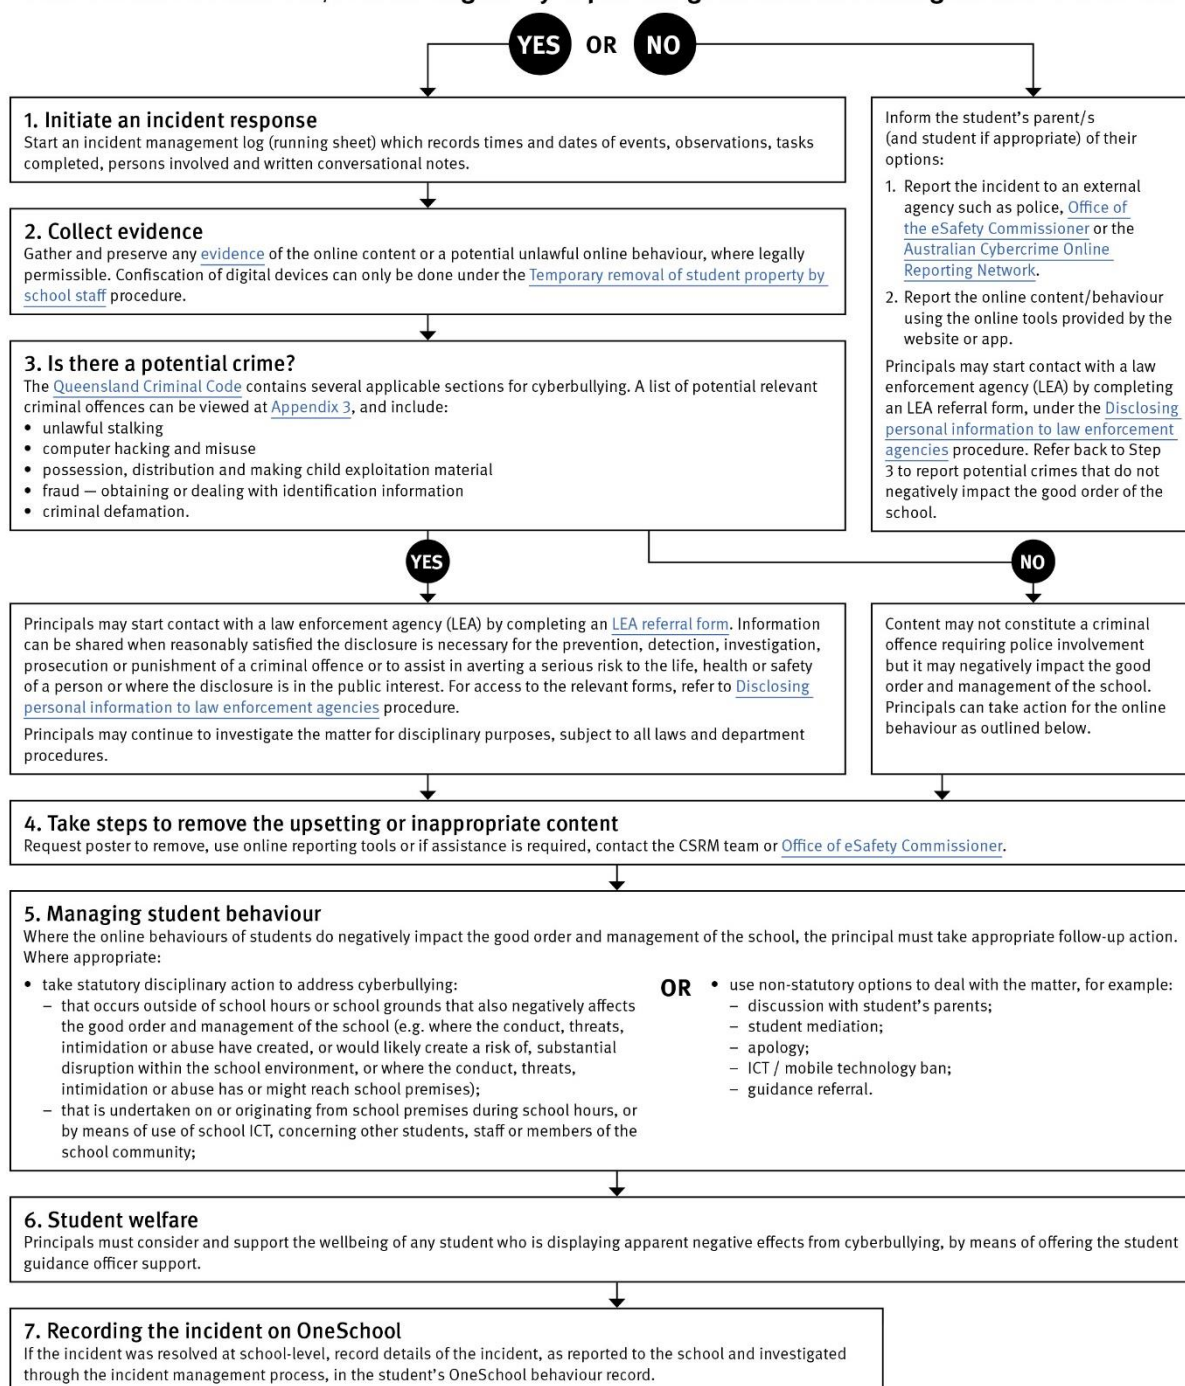 YES OR NO
1. Initiate an incident response
Start an incident management log (running sheet) which records times and dates of events, observations, tasks
completed, persons involved and written conversational notes.
2. Collect evidence
Gather and preserve any evidence of the online content or a potential unlawful online behaviour, where legally
permissible. Confiscation of digital devices can only be done under the Temporary removal of student property by
school staff procedure.
3. Is there a potential crime?
The Queensland Criminal Code contains several applicable sections for cyberbullying. A list of potential relevant
criminal offences can be viewed at Appendix 3, and include:
• unlawful stalking
• computer hacking and misuse
• possession, distribution and making child exploitation material
• fraud — obtaining or dealing with identification information
• criminal defamation.
Inform the student's parent/s
(and student if appropriate) of their
options:
1. Report the incident to an external
agency such as police, Office of
the eSafety Commissioner or the
Australian Cybercrime Online
Reporting Network.
2. Report the online content/behaviour
using the online tools provided by the
website or app.
Principals may start contact with a law
enforcement agency (LEA) by completing
an LEA referral form, under the Disclosing
personal information to law enforcement
agencies procedure. Refer back to Step
3 to report potential crimes that do not
negatively impact the good order of the
school.
YES
NO
Principals may start contact with a law enforcement agency (LEA) by completing an LEA referral form. Information
can be shared when reasonably satisfied the disclosure is necessary for the prevention, detection, investigation,
prosecution or punishment of a criminal offence or to assist in averting a serious risk to the life, health or safety
of a person or where the disclosure is in the public interest. For access to the relevant forms, refer to Disclosing
personal information to law enforcement agencies procedure.
Principals may continue to investigate the matter for disciplinary purposes, subject to all laws and department
procedures.
Content may not constitute a criminal
offence requiring police involvement
but it may negatively impact the good
order and management of the school.
Principals can take action for the online
behaviour as outlined below.
4. Take steps to remove the upsetting or inappropriate content
Request poster to remove, use online reporting tools or if assistance is required, contact the CSRM team or Office of eSafety Commissioner.
5. Managing student behaviour
Where the online behaviours of students do negatively impact the good order and management of the school, the principal must take appropriate follow-up action.
Where appropriate:
• take statutory disciplinary action to address cyberbullying:
– that occurs outside of school hours or school grounds that also negatively affects
the good order and management of the school (e.g. where the conduct, threats,
intimidation or abuse have created, or would likely create a risk of, substantial
disruption within the school environment, or where the conduct, threats,
intimidation or abuse has or might reach school premises);
– that is undertaken on or originating from school premises during school hours, or
by means of use of school ICT, concerning other students, staff or members of the
school community;
OR
• use non-statutory options to deal with the matter, for example:
– discussion with student's parents;
– student mediation;
– apology;
– ICT / mobile technology ban;
– guidance referral.
6. Student welfare
Principals must consider and support the wellbeing of any student who is displaying apparent negative effects from cyberbullying, by means of offering the student
guidance officer support.
7. Recording the incident on OneSchool
If the incident was resolved at school-level, record details of the incident, as reported to the school and investigated
through the incident management process, in the student's OneSchool behaviour record.